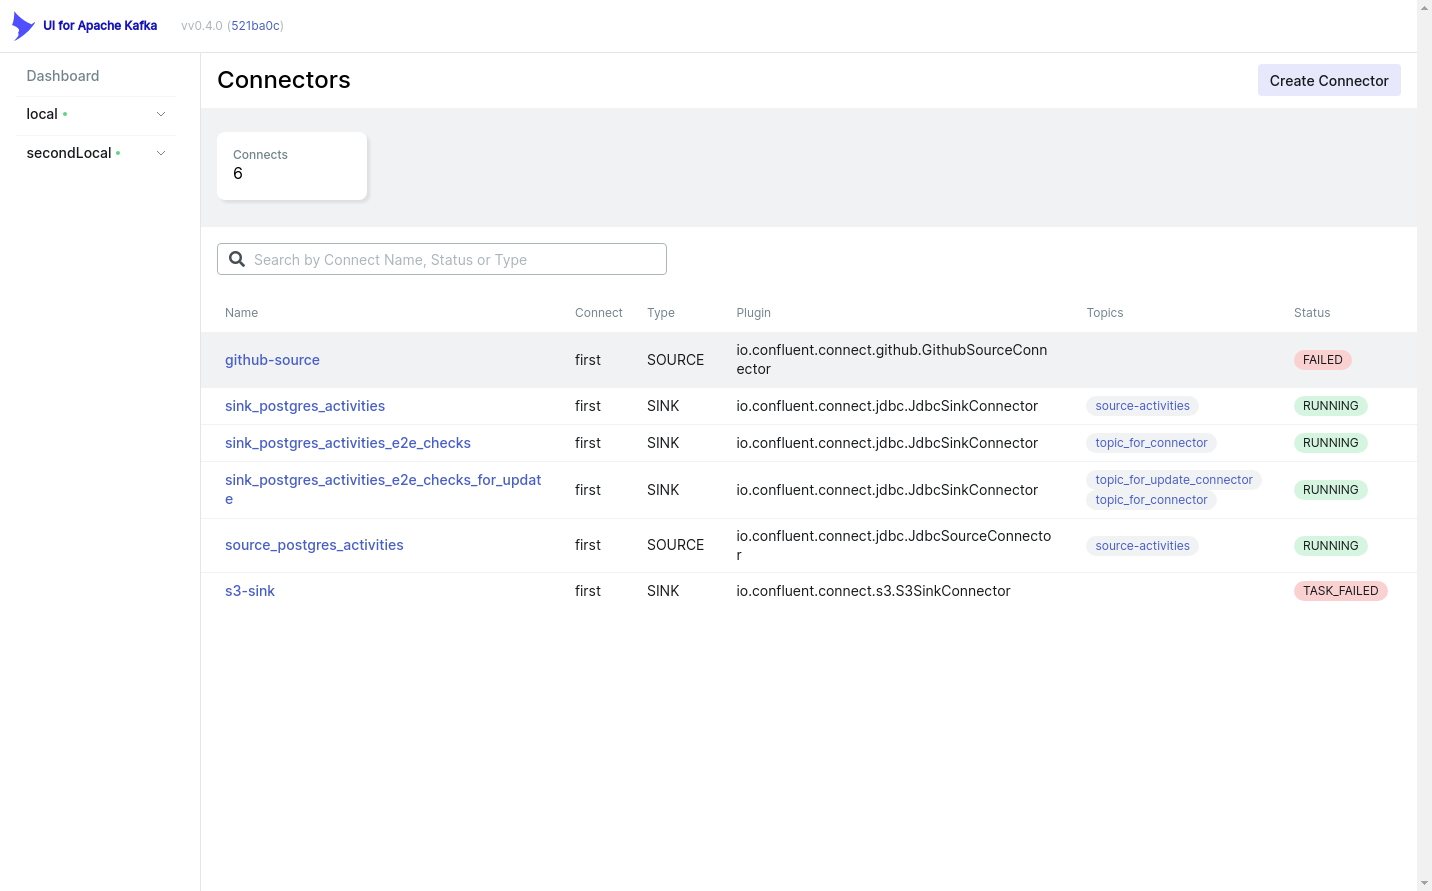 UI for Apache Kafka
vv0.4.0 (521ba0c)
Dashboard
local
secondLocal
Connectors
Create Connector
Connects
6
Search by Connect Name, Status or Type
Name Connect Type Plugin Topics Status
github-source first SOURCE io.confluent.connect.github.GithubSourceConn
ector FAILED
sink_postgres_activities first SINK io.confluent.connect.jdbc.JdbcSinkConnector source-activities RUNNING
sink_postgres_activities_e2e_checks first SINK io.confluent.connect.jdbc.JdbcSinkConnector topic_for_connector RUNNING
sink_postgres_activities_e2e_checks_for_updat
e first SINK io.confluent.connect.jdbc.JdbcSinkConnector topic_for_update_connector
topic_for_connector RUNNING
source_postgres_activities first SOURCE io.confluent.connect.jdbc.JdbcSourceConnecto
r source-activities RUNNING
s3-sink first SINK io.confluent.connect.s3.S3SinkConnector TASK_FAILED